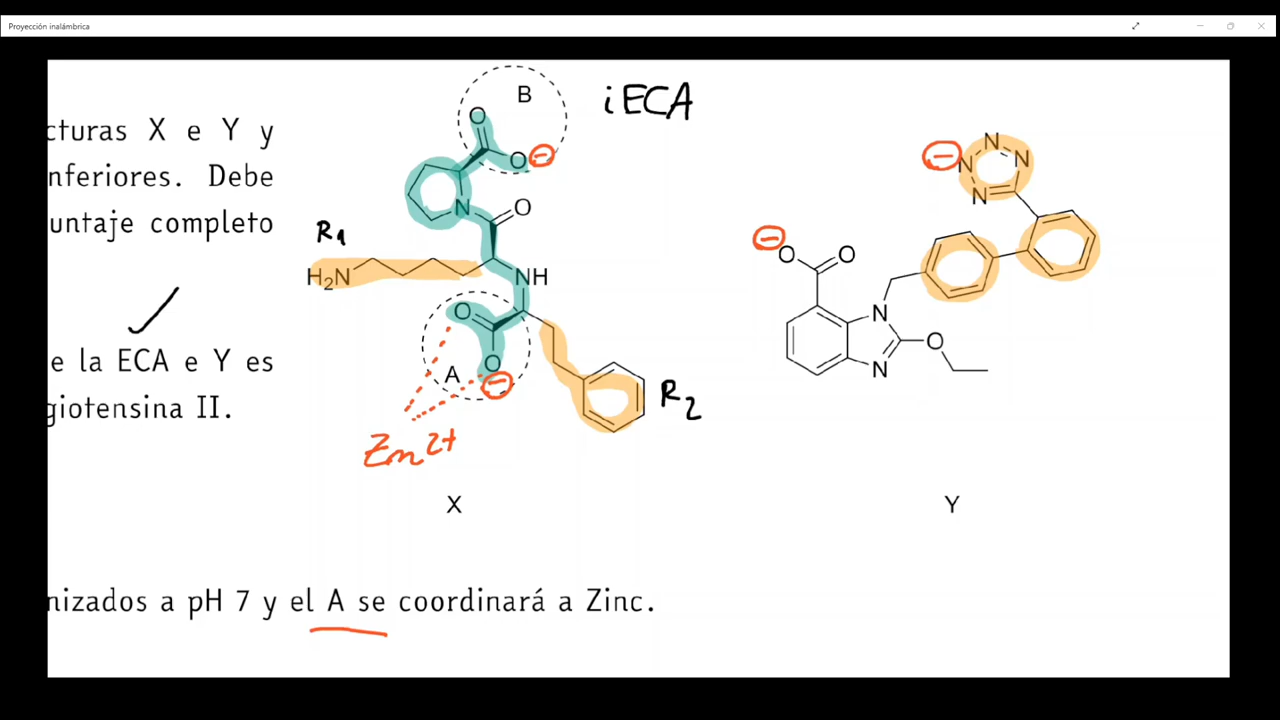 Proyección inalámbrica
cturas X e Y y
nferiores. Debe
untaje completo
e la ECA e Y es
giotensina II.
iECA
B
O
O
N
O
R1
H2N
NH
O
O
A
R2
Zn2+
X
N
N
N
N
O
O
N
O
N
Y
nizados a pH 7 y el A se coordinará a Zinc.